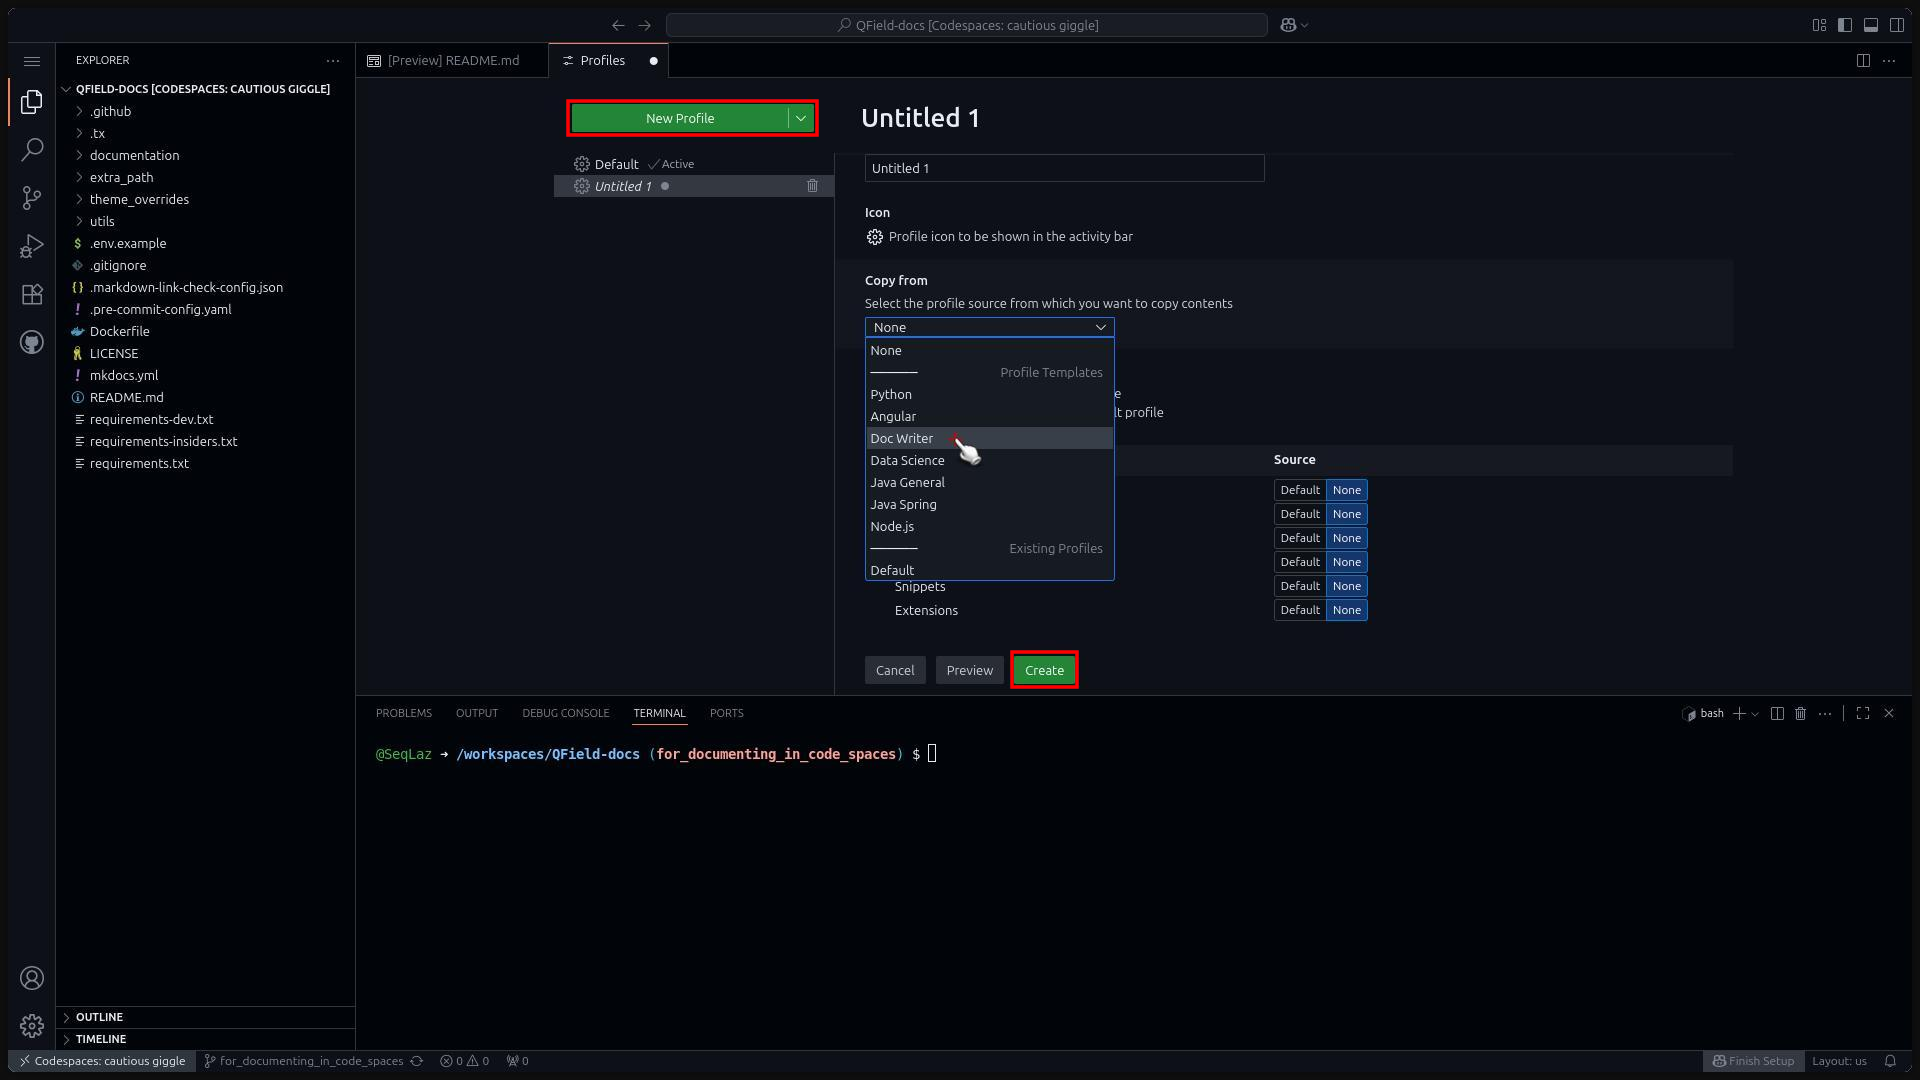 QField-docs [Codespaces: cautious giggle]
EXPLORER
QFIELD-DOCS [CODESPACES: CAUTIOUS GIGGLE]
.github
.tx
documentation
extra_path
theme_overrides
utils
.env.example
.gitignore
.markdown-link-check-config.json
.pre-commit-config.yaml
Dockerfile
LICENSE
mkdocs.yml
README.md
requirements-dev.txt
requirements-insiders.txt
requirements.txt
OUTLINE
TIMELINE
[Preview] README.md
Profiles
New Profile
Default Active
Untitled 1
Untitled 1
Untitled 1
Icon
Profile icon to be shown in the activity bar
Copy from
Select the profile source from which you want to copy contents
None
None
Profile Templates
Python
e
Angular
lt profile
Doc Writer
Data Science
Source
Java General
Default None
Java Spring
Default None
Node.js
Default None
Existing Profiles
Default None
Default
Snippets
Default None
Extensions
Default None
Cancel
Preview
Create
PROBLEMS OUTPUT DEBUG CONSOLE TERMINAL PORTS
bash
@SeqLaz ➜ /workspaces/QField-docs (for_documenting_in_code_spaces) $
Codespaces: cautious giggle
for_documenting_in_code_spaces
0 0
0
Finish Setup
Layout: us